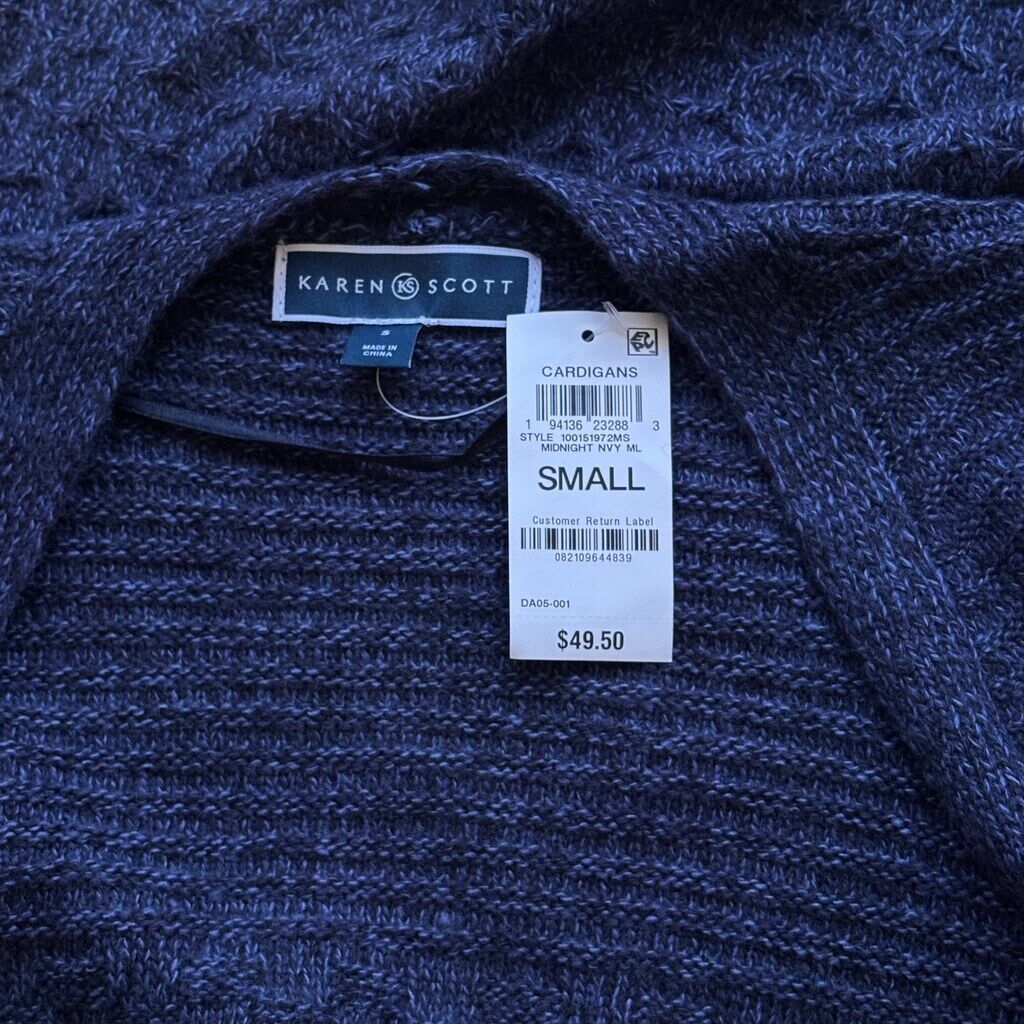 KAREN KS SCOTT
S
MADE IN
CHINA
CARDIGANS
1 94136 23288 3
STYLE 100151972MS
MIDNIGHT NVY ML
SMALL
Customer Return Label
082109644839
DA05-001
$49.50